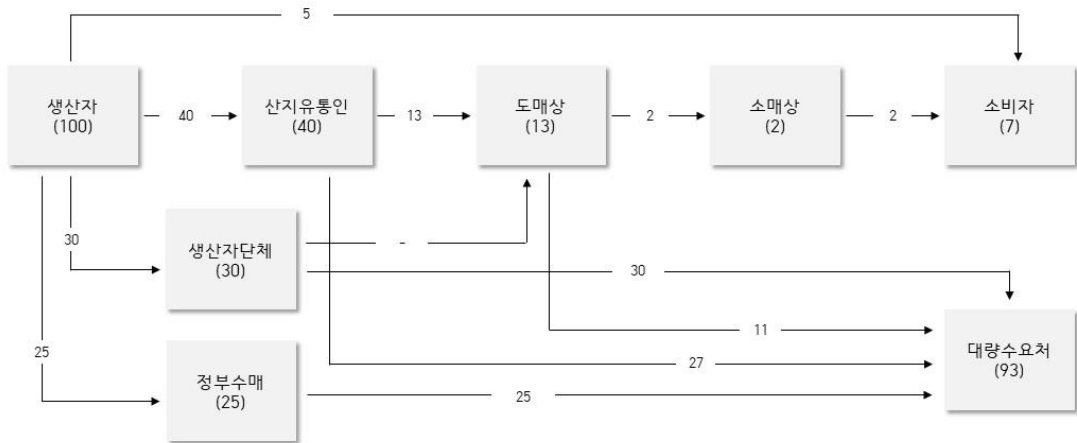 5
생산자
(100)
40
산지유통인
(40)
13
도매상
(13)
2
소매상
(2)
2
소비자
(7)
30
생산자단체
(30)
-
30
25
정부수매
(25)
11
27
25
대량수요처
(93)